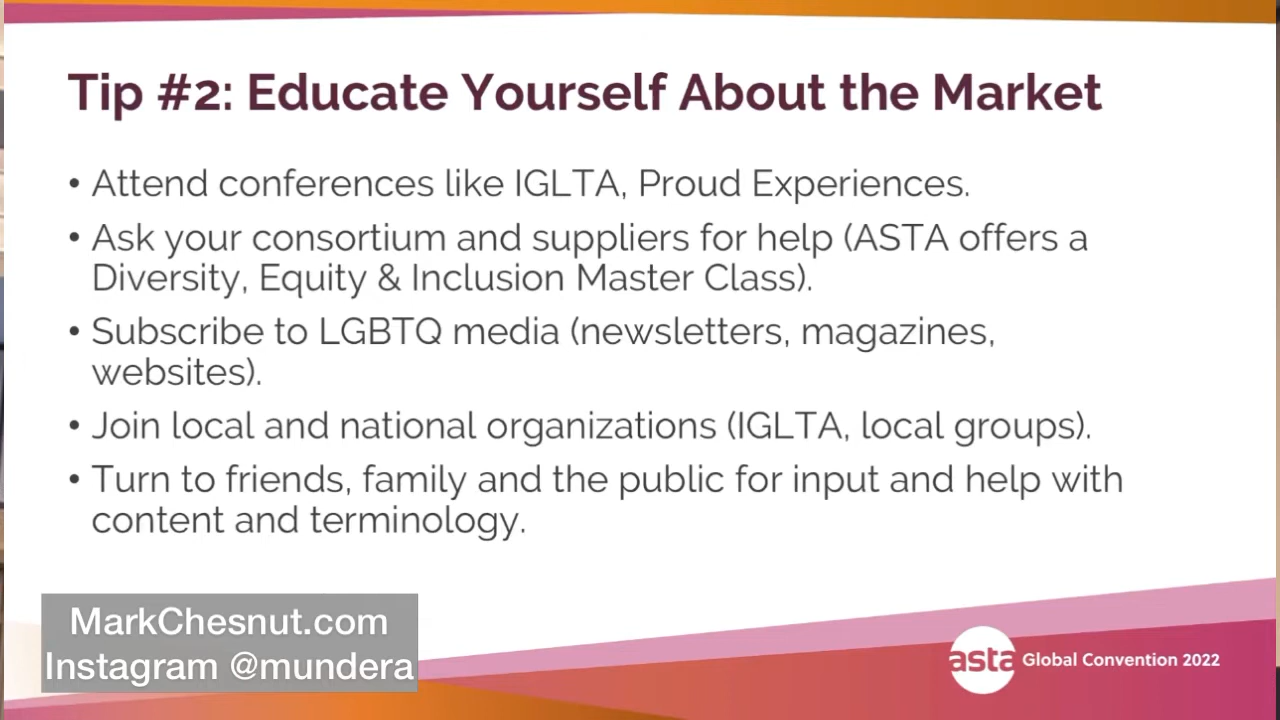 Tip #2: Educate Yourself About the Market
• Attend conferences like IGLTA, Proud Experiences.
• Ask your consortium and suppliers for help (ASTA offers a
Diversity, Equity & Inclusion Master Class).
• Subscribe to LGBTQ media (newsletters, magazines,
websites).
• Join local and national organizations (IGLTA, local groups).
• Turn to friends, family and the public for input and help with
content and terminology.
MarkChesnut.com
Instagram @mundera
asta Global Convention 2022